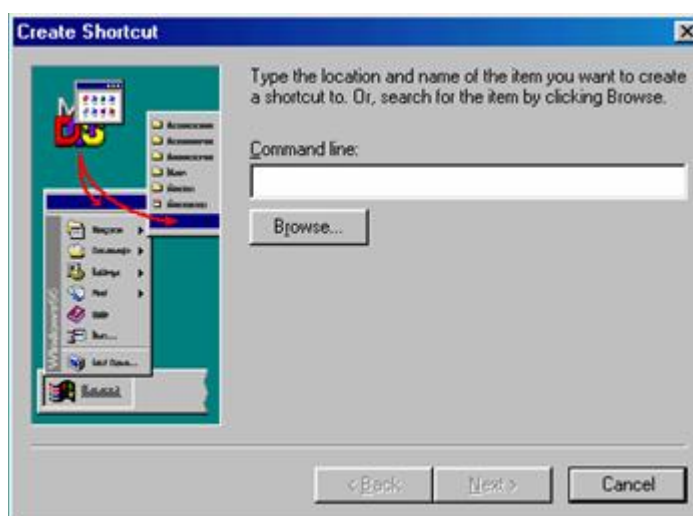 Create Shortcut
Type the location and name of the item you want to create
a shortcut to. Or, search for the item by clicking Browse.
Command line:
Browse...
< Back
Next >
Cancel